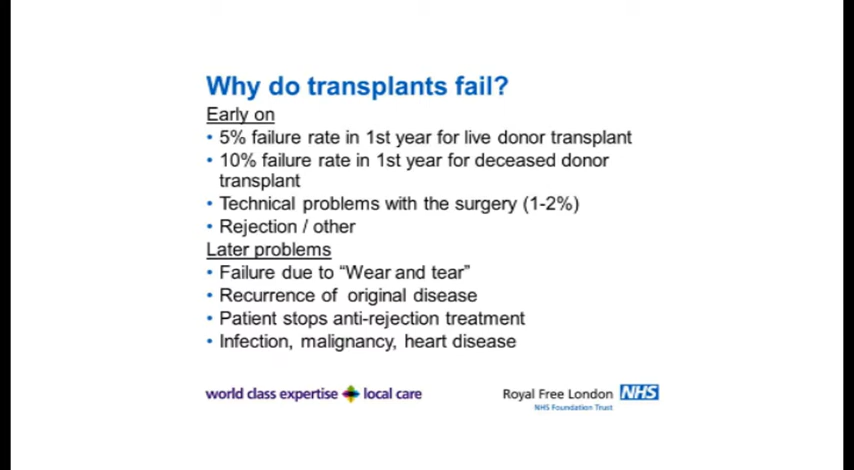 Why do transplants fail?
Early on
• 5% failure rate in 1st year for live donor transplant
• 10% failure rate in 1st year for deceased donor
transplant
• Technical problems with the surgery (1-2%)
• Rejection / other
Later problems
• Failure due to “Wear and tear”
• Recurrence of original disease
• Patient stops anti-rejection treatment
• Infection, malignancy, heart disease
world class expertise local care
Royal Free London NHS
NHS Foundation Trust